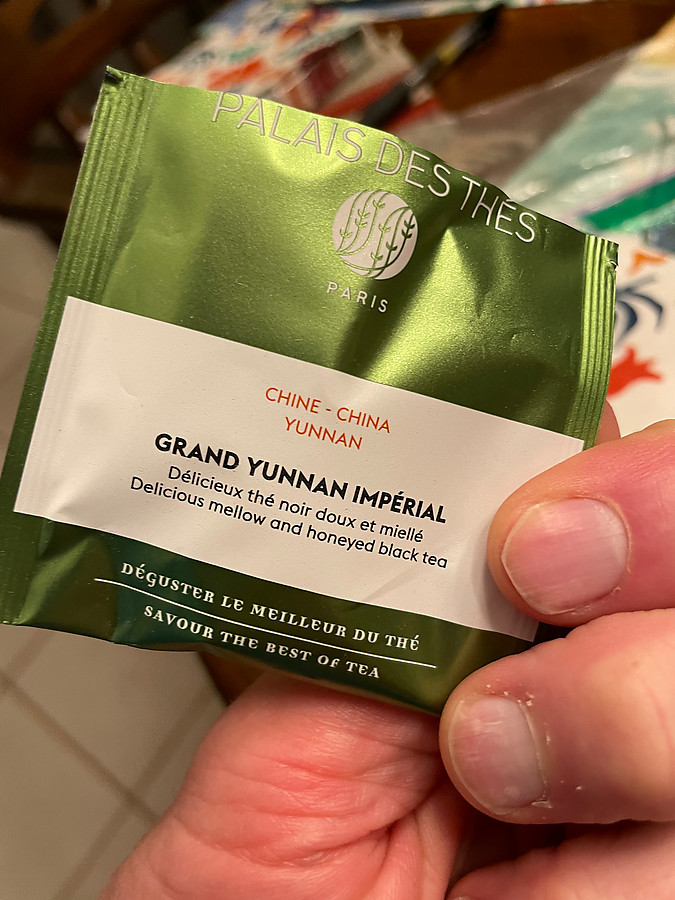 PALAIS DES THÉS
PARIS
CHINE - CHINA
YUNNAN
GRAND YUNNAN IMPÉRIAL
Délicieux thé noir doux et miellé
Delicious mellow and honeyed black tea
DÉGUSTER LE MEILLEUR DU THÉ
SAVOUR THE BEST OF TEA